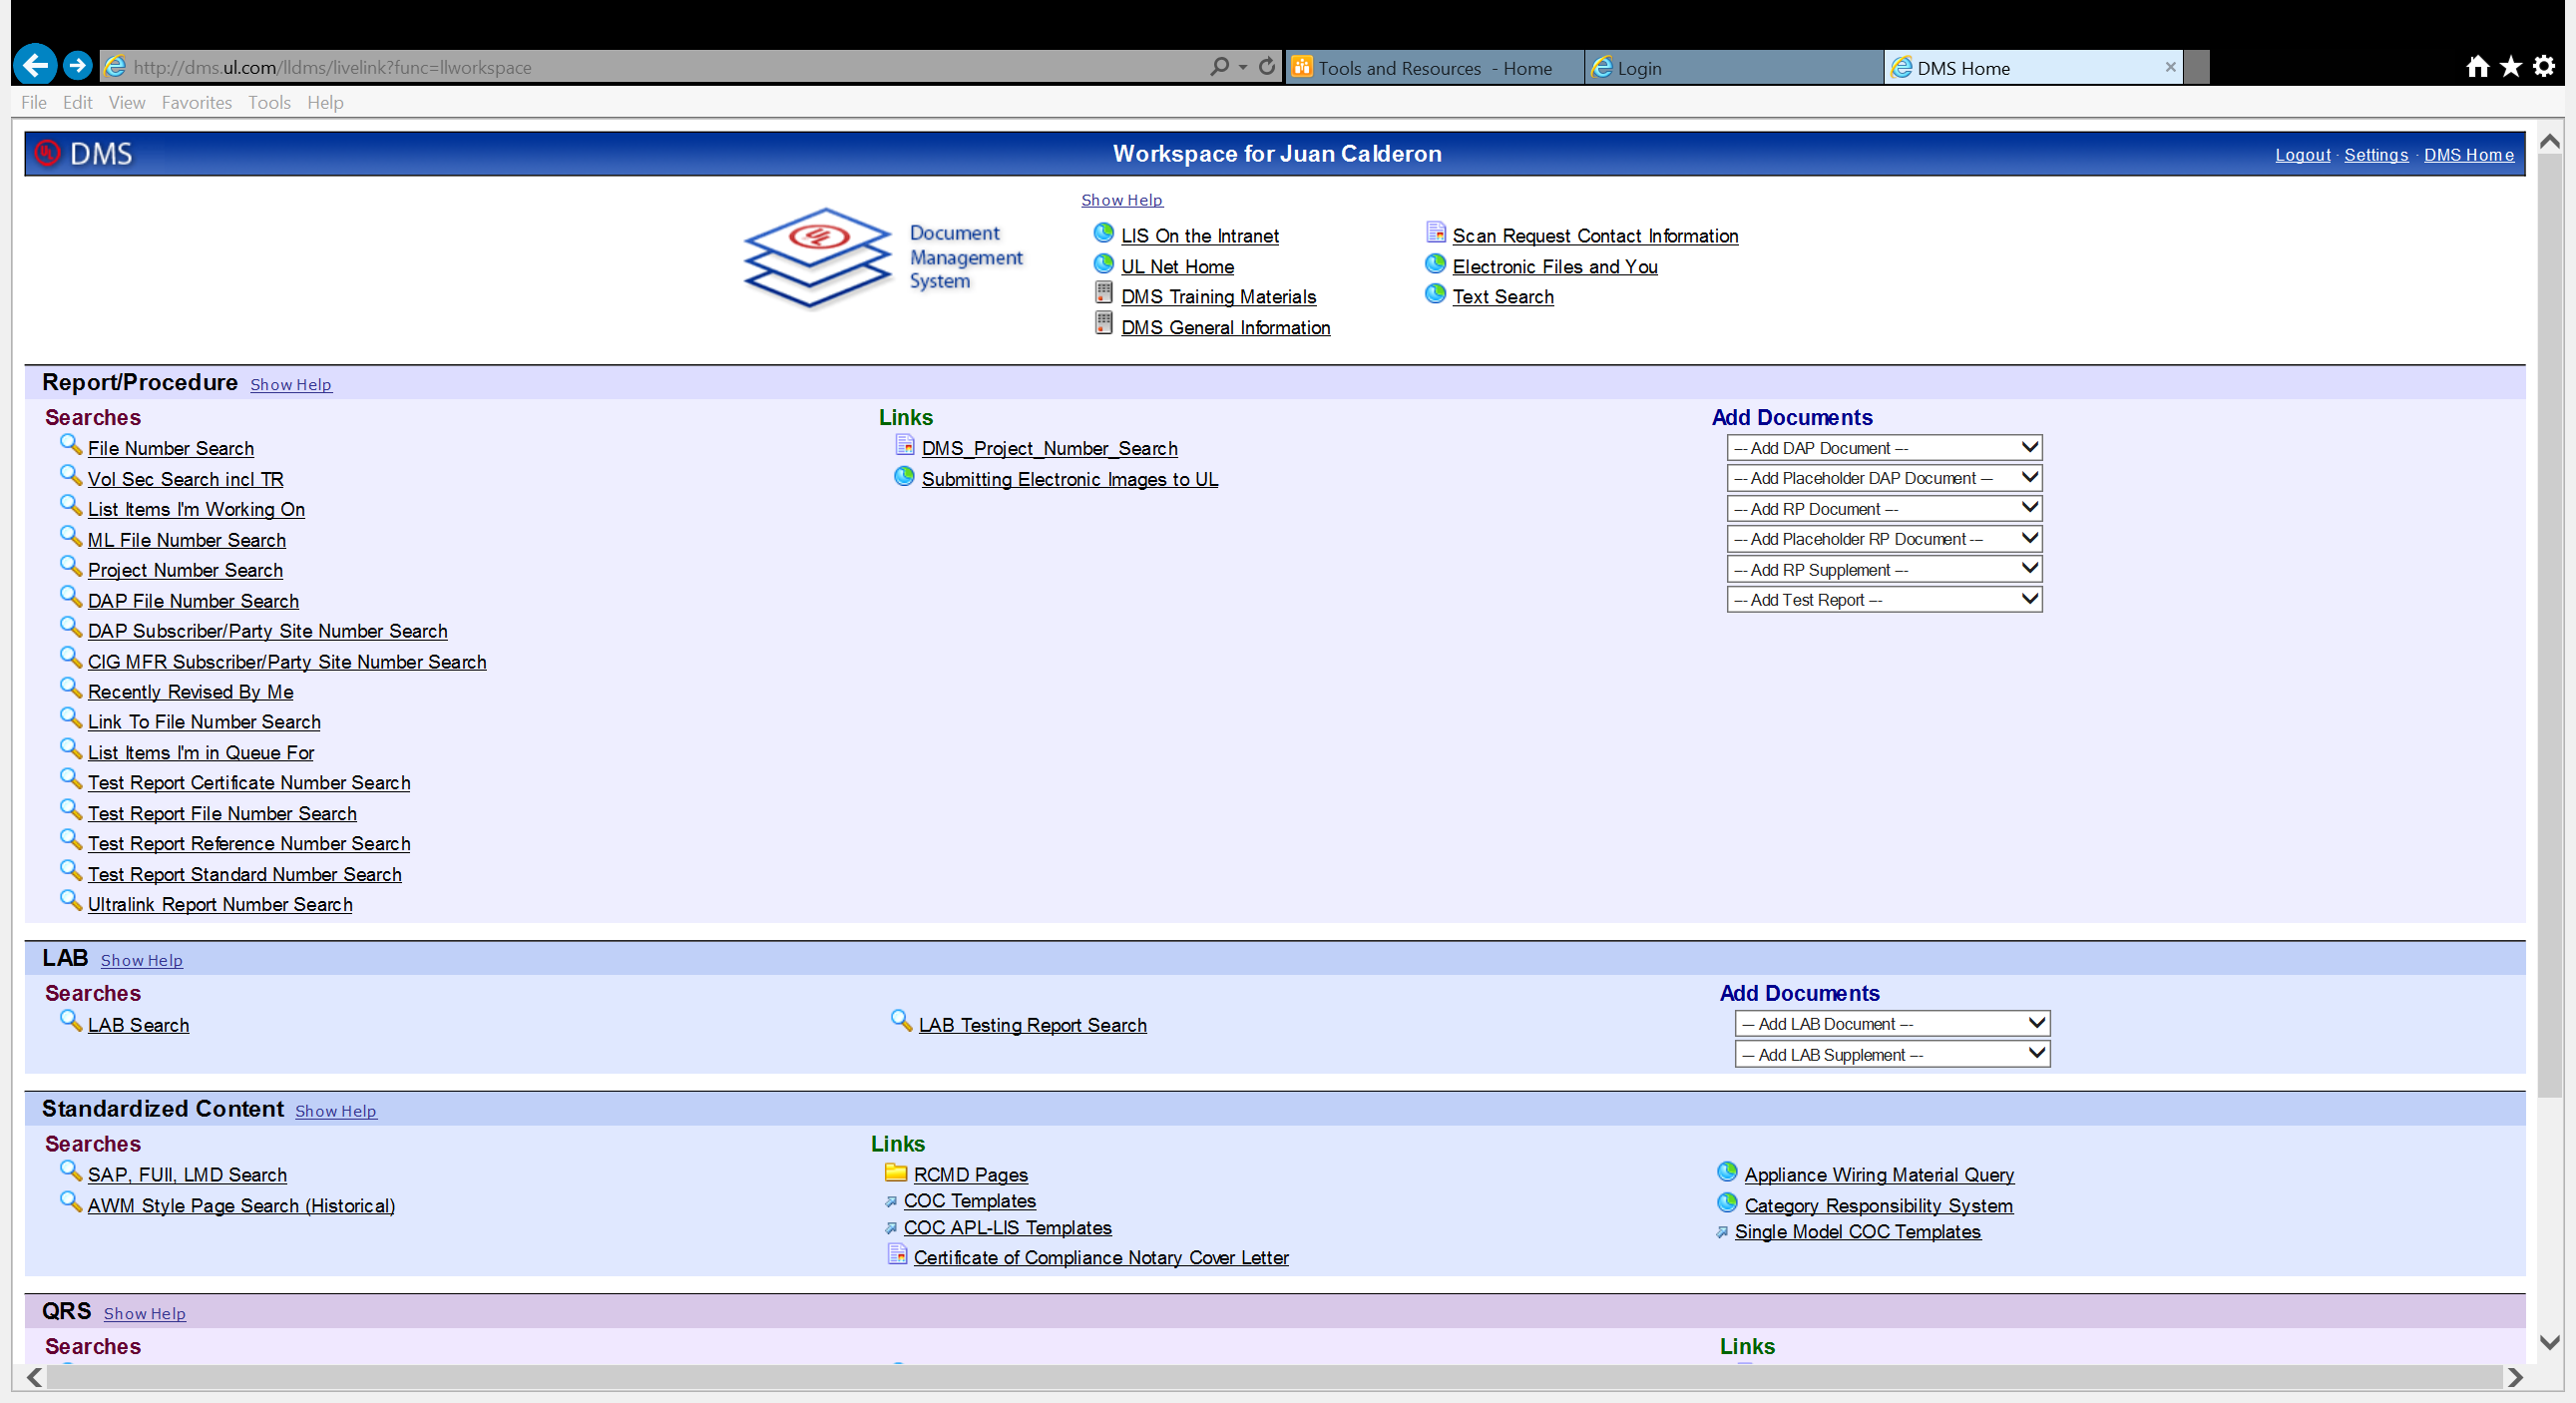 http://dms.ul.com/lldms/livelink?func=llworkspace
Tools and Resources - Home
Login
DMS Home
File Edit View Favorites Tools Help
UL DMS
Workspace for Juan Calderon
Logout · Settings · DMS Home
UL
Document
Management
System
Show Help
LIS On the Intranet
Scan Request Contact Information
UL Net Home
Electronic Files and You
DMS Training Materials
Text Search
DMS General Information
Report/Procedure Show Help
Searches
File Number Search
Vol Sec Search incl TR
List Items I'm Working On
ML File Number Search
Project Number Search
DAP File Number Search
DAP Subscriber/Party Site Number Search
CIG MFR Subscriber/Party Site Number Search
Recently Revised By Me
Link To File Number Search
List Items I'm in Queue For
Test Report Certificate Number Search
Test Report File Number Search
Test Report Reference Number Search
Test Report Standard Number Search
Ultralink Report Number Search
Links
DMS_Project_Number_Search
Submitting Electronic Images to UL
Add Documents
--- Add DAP Document ---
--- Add Placeholder DAP Document ---
--- Add RP Document ---
--- Add Placeholder RP Document ---
--- Add RP Supplement ---
--- Add Test Report ---
LAB Show Help
Searches
LAB Search
LAB Testing Report Search
Add Documents
--- Add LAB Document ---
--- Add LAB Supplement ---
Standardized Content Show Help
Searches
SAP, FUII, LMD Search
AWM Style Page Search (Historical)
Links
RCMD Pages
COC Templates
COC APL-LIS Templates
Certificate of Compliance Notary Cover Letter
Appliance Wiring Material Query
Category Responsibility System
Single Model COC Templates
QRS Show Help
Searches
Links